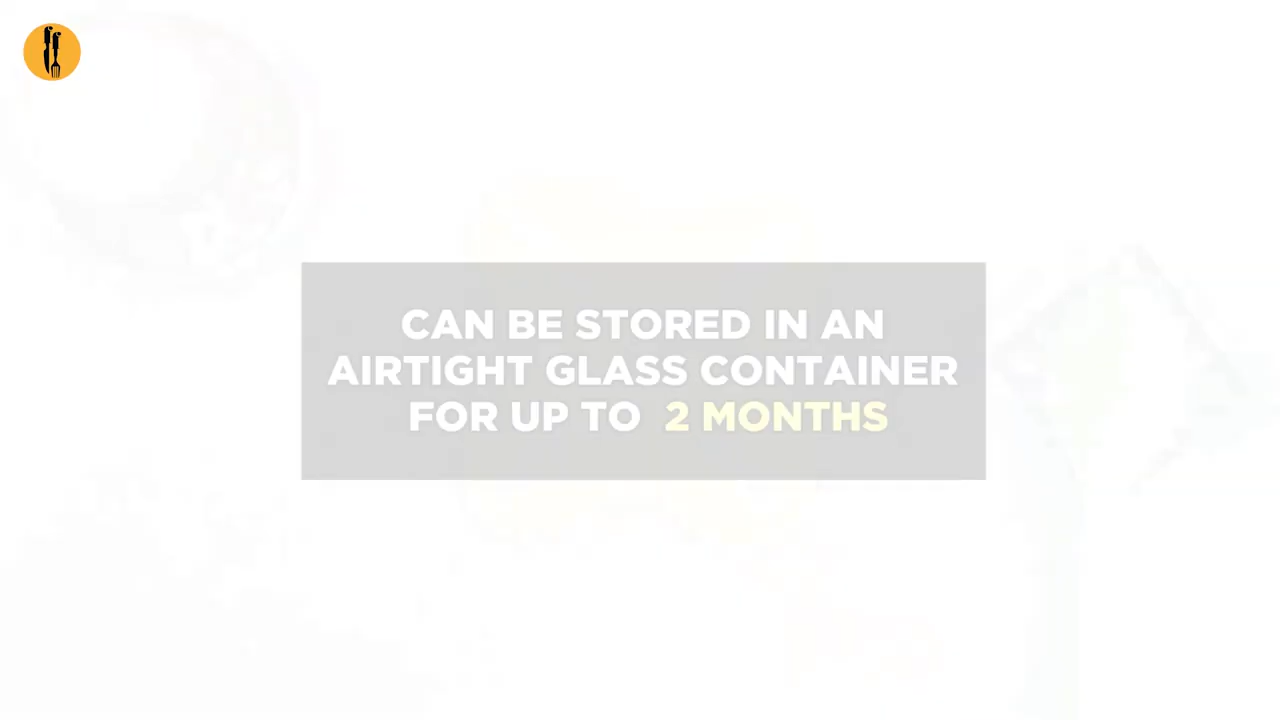 CAN BE STORED IN AN
AIRTIGHT GLASS CONTAINER
FOR UP TO 2 MONTHS